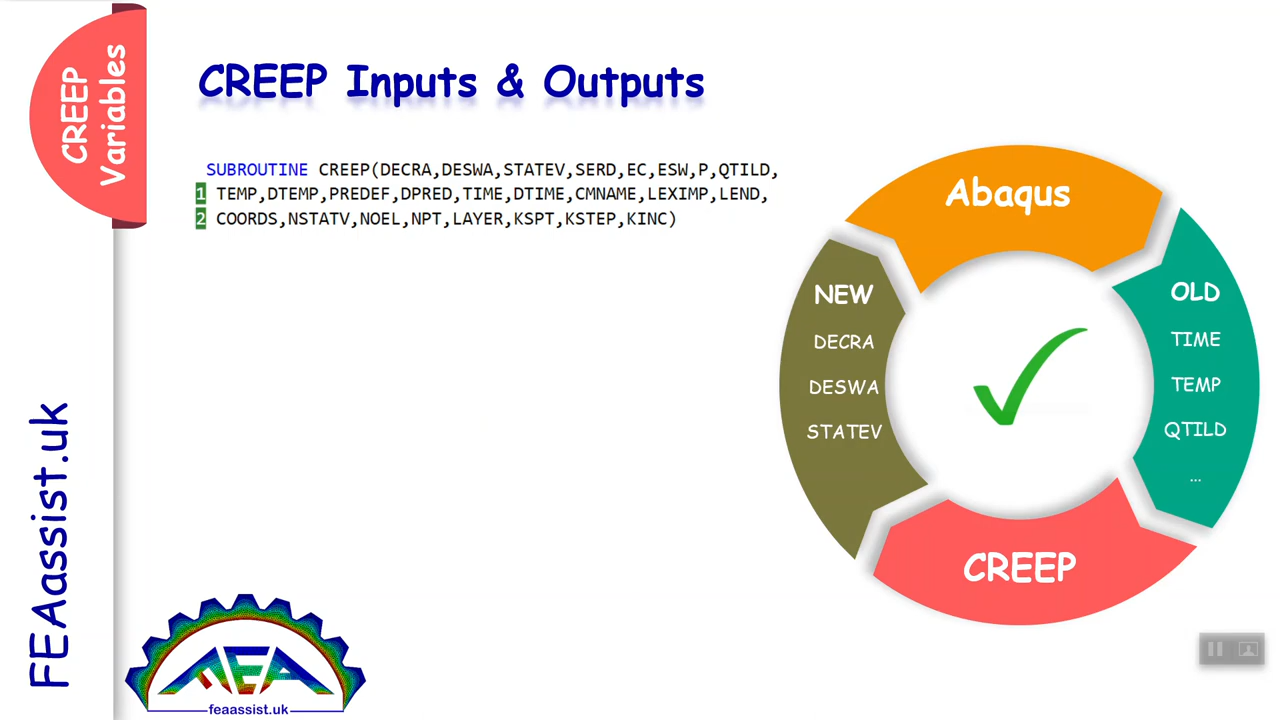 CREEP
Variables
CREEP Inputs & Outputs
SUBROUTINE CREEP(DECRA,DESWA,STATEV,SERD,EC,ESW,P,QTILD,
1 TEMP,DTEMP,PREDEF,DPRED,TIME,DTIME,CMNAME,LEXIMP,LEND,
2 COORDS,NSTATV,NOEL,NPT,LAYER,KSPT,KSTEP,KINC)
Abaqus
OLD
TIME
TEMP
QTILD
...
CREEP
NEW
DECRA
DESWA
STATEV
FEAassist.uk
FEA
feaassist.uk